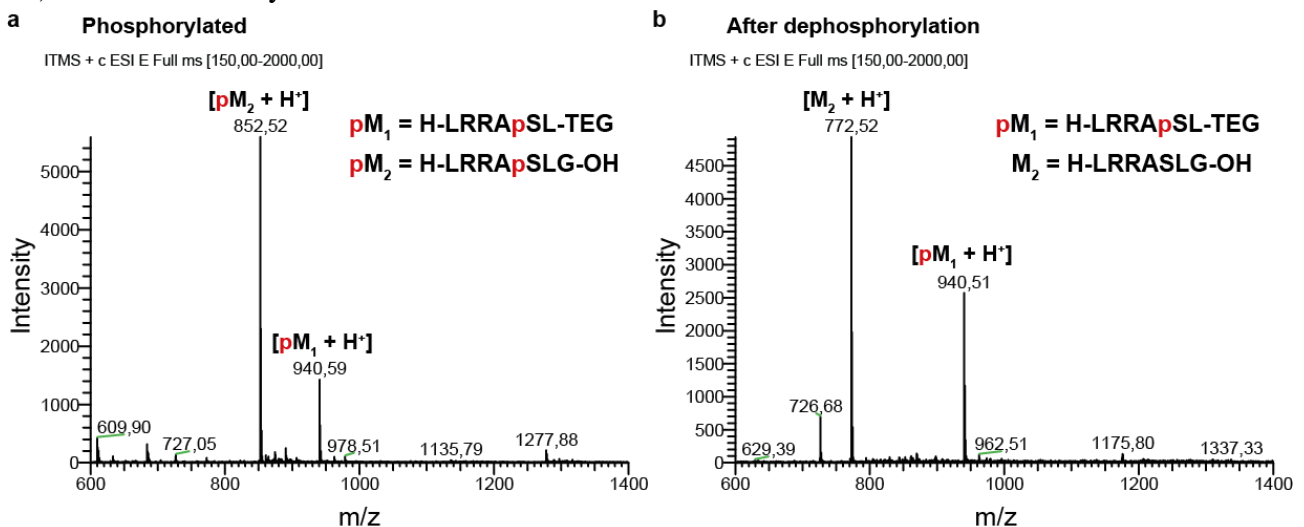 a Phosphorylated
ITMS + c ESI E Full ms [150,00-2000,00]
[pM₂ + H⁺]
852,52
pM₁ = H-LRRApSL-TEG
pM₂ = H-LRRApSLG-OH
5000
4000
3000
2000
1000
0
Intensity
[pM₁ + H⁺]
940,59
609,90
727,05
978,51
1135,79
1277,88
600 800 1000 1200 1400
m/z
b After dephosphorylation
ITMS + c ESI E Full ms [150,00-2000,00]
[M₂ + H⁺]
772,52
pM₁ = H-LRRApSL-TEG
M₂ = H-LRRASLG-OH
4500
4000
3500
3000
2500
2000
1500
1000
500
0
Intensity
[pM₁ + H⁺]
940,51
726,68
629,39
962,51
1175,80
1337,33
600 800 1000 1200 1400
m/z